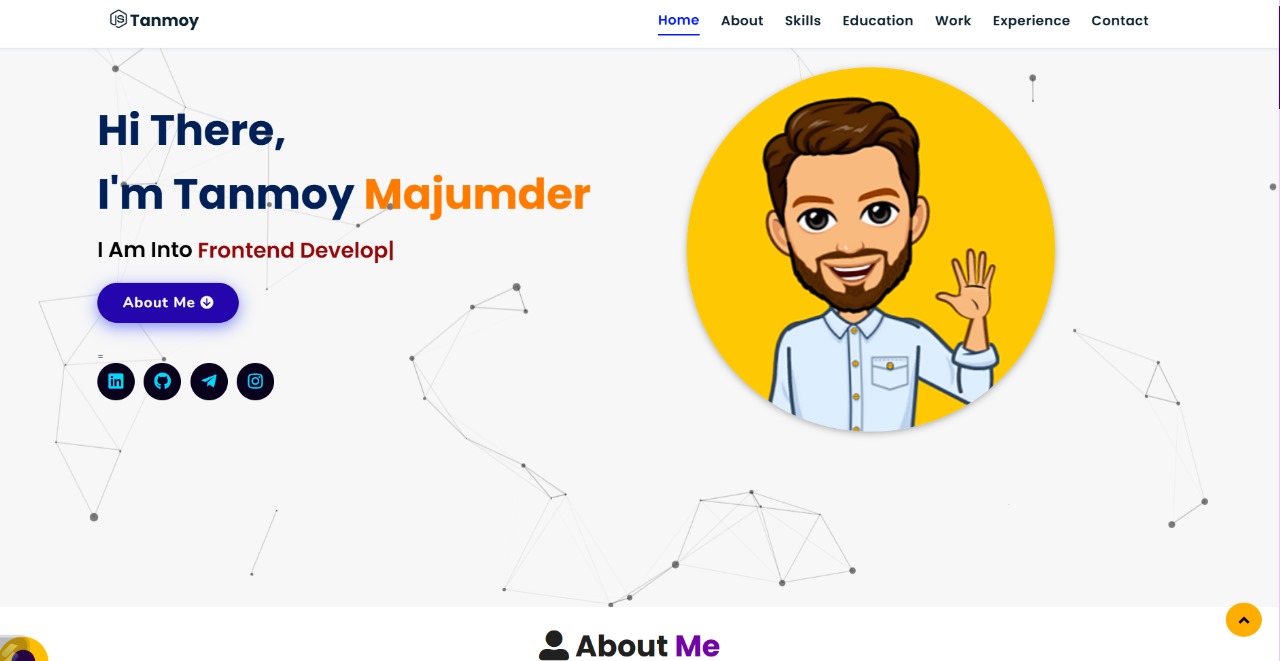 Tanmoy
Home About Skills Education Work Experience Contact
Hi There,
I'm Tanmoy Majumder
I Am Into Frontend Develop|
About Me
=
About Me